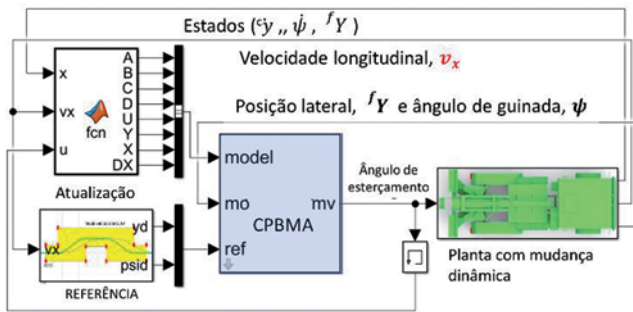 Estados (ᶜẏ ,, ψ̇ , ᶠY )
Velocidade longitudinal, vₓ
Posição lateral, ᶠY e ângulo de guinada, ψ
x
vx
u
fcn
A
B
C
D
U
Y
X
DX
Atualização
model
mo
ref
CPBMA
mv
Ângulo de
esterçamento
Planta com mudança
dinâmica
vx
yd
psid
REFERÊNCIA